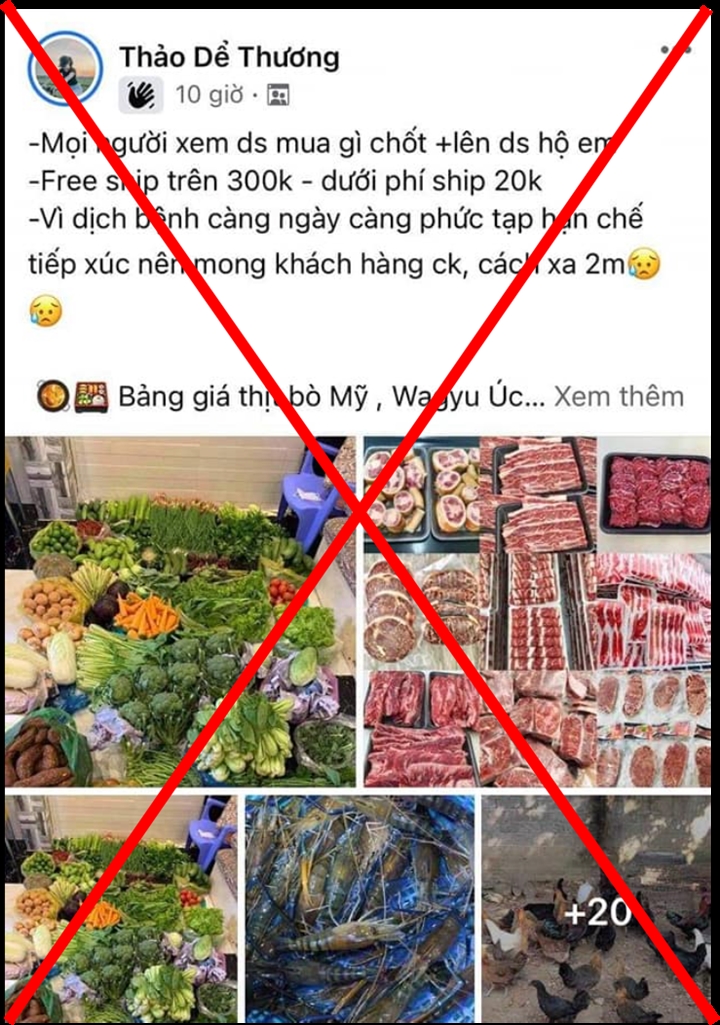 Thảo Dể Thương
10 giờ ·
-Mọi người xem ds mua gì chốt +lên ds hộ em
-Free ship trên 300k - dưới phí ship 20k
-Vì dịch bệnh càng ngày càng phức tạp hạn chế
tiếp xúc nên mong khách hàng ck, cách xa 2m😥
😥
🥘🍱 Bảng giá thịt bò Mỹ , Wagyu Úc... Xem thêm
+20